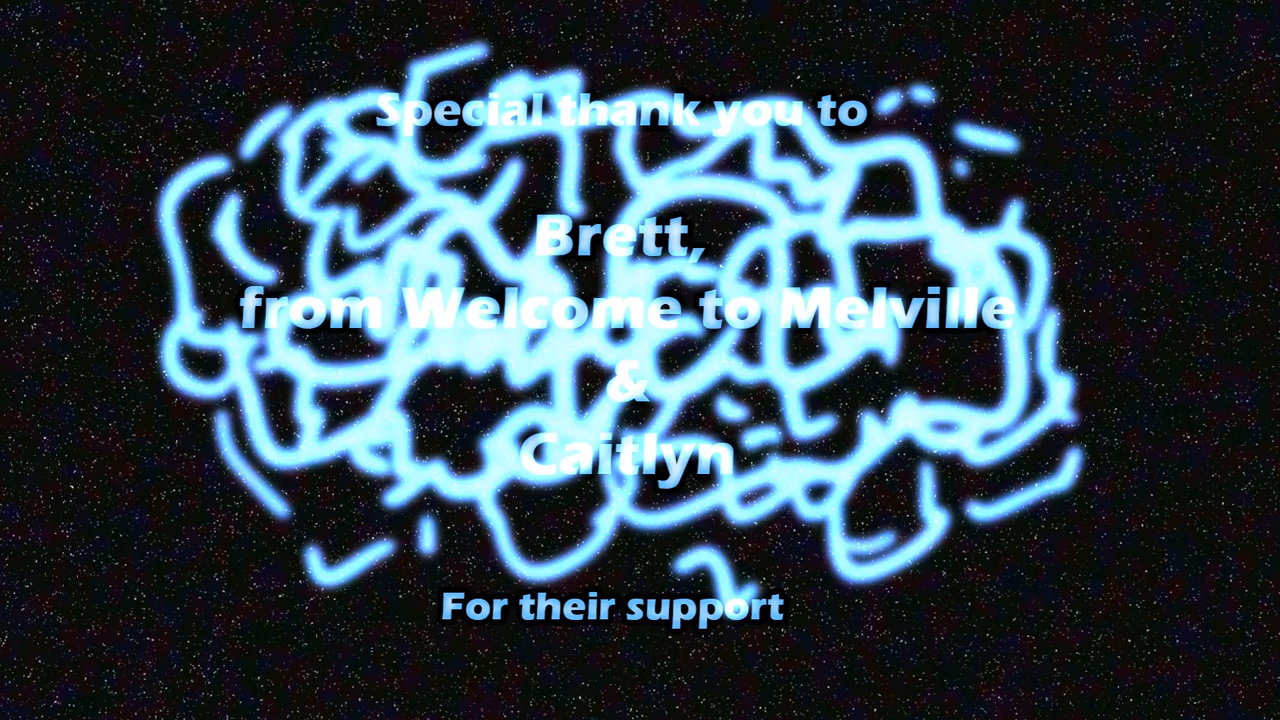 Special thank you to
Brett,
from Welcome to Melville
&
Caitlyn
For their support